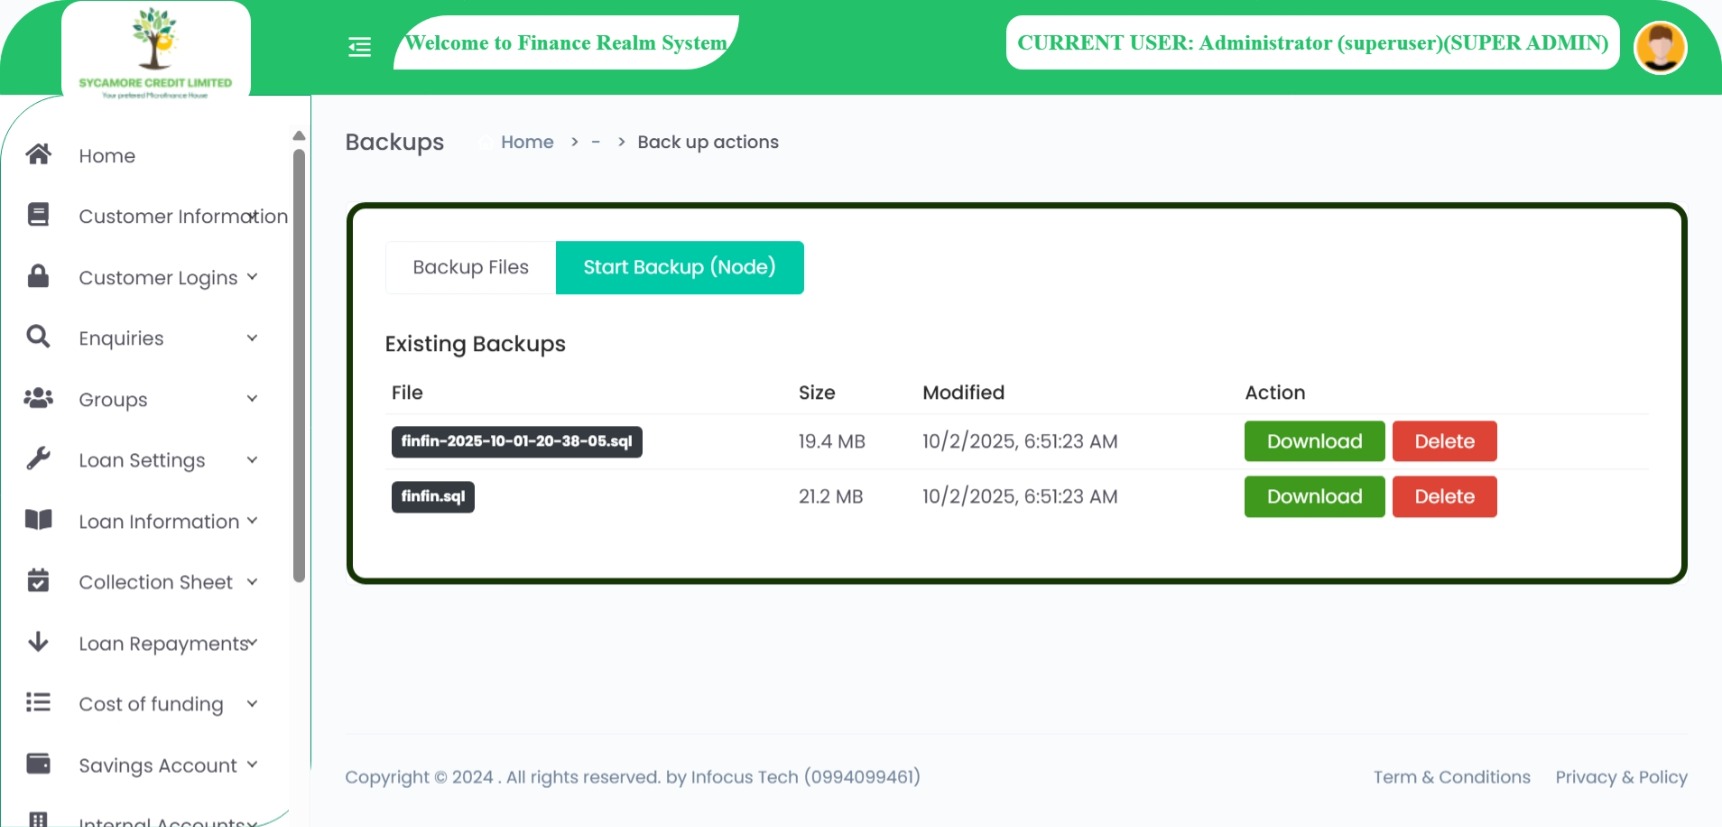 SYCAMORE CREDIT LIMITED
Your preferred Microfinance House
Welcome to Finance Realm System
CURRENT USER: Administrator (superuser)(SUPER ADMIN)
Home
Customer Information
Customer Logins
Enquiries
Groups
Loan Settings
Loan Information
Collection Sheet
Loan Repayments
Cost of funding
Savings Account
Internal Accounts
Backups Home > - > Back up actions
Backup Files Start Backup (Node)
Existing Backups
File Size Modified Action
finfin-2025-10-01-20-38-05.sql 19.4 MB 10/2/2025, 6:51:23 AM Download Delete
finfin.sql 21.2 MB 10/2/2025, 6:51:23 AM Download Delete
Copyright © 2024 . All rights reserved. by Infocus Tech (0994099461)
Term & Conditions Privacy & Policy